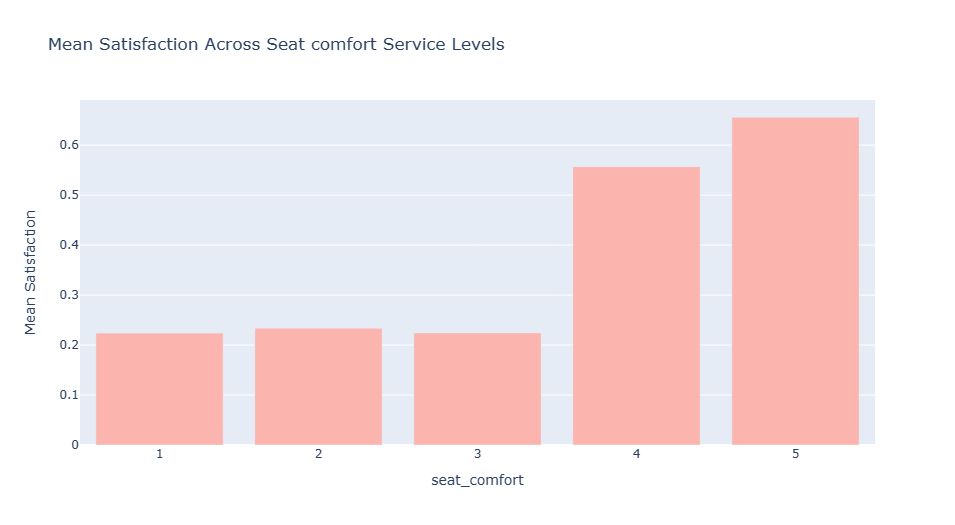 Mean Satisfaction Across Seat comfort Service Levels
Mean Satisfaction
0.6
0.5
0.4
0.3
0.2
0.1
0
1 2 3 4 5
seat_comfort